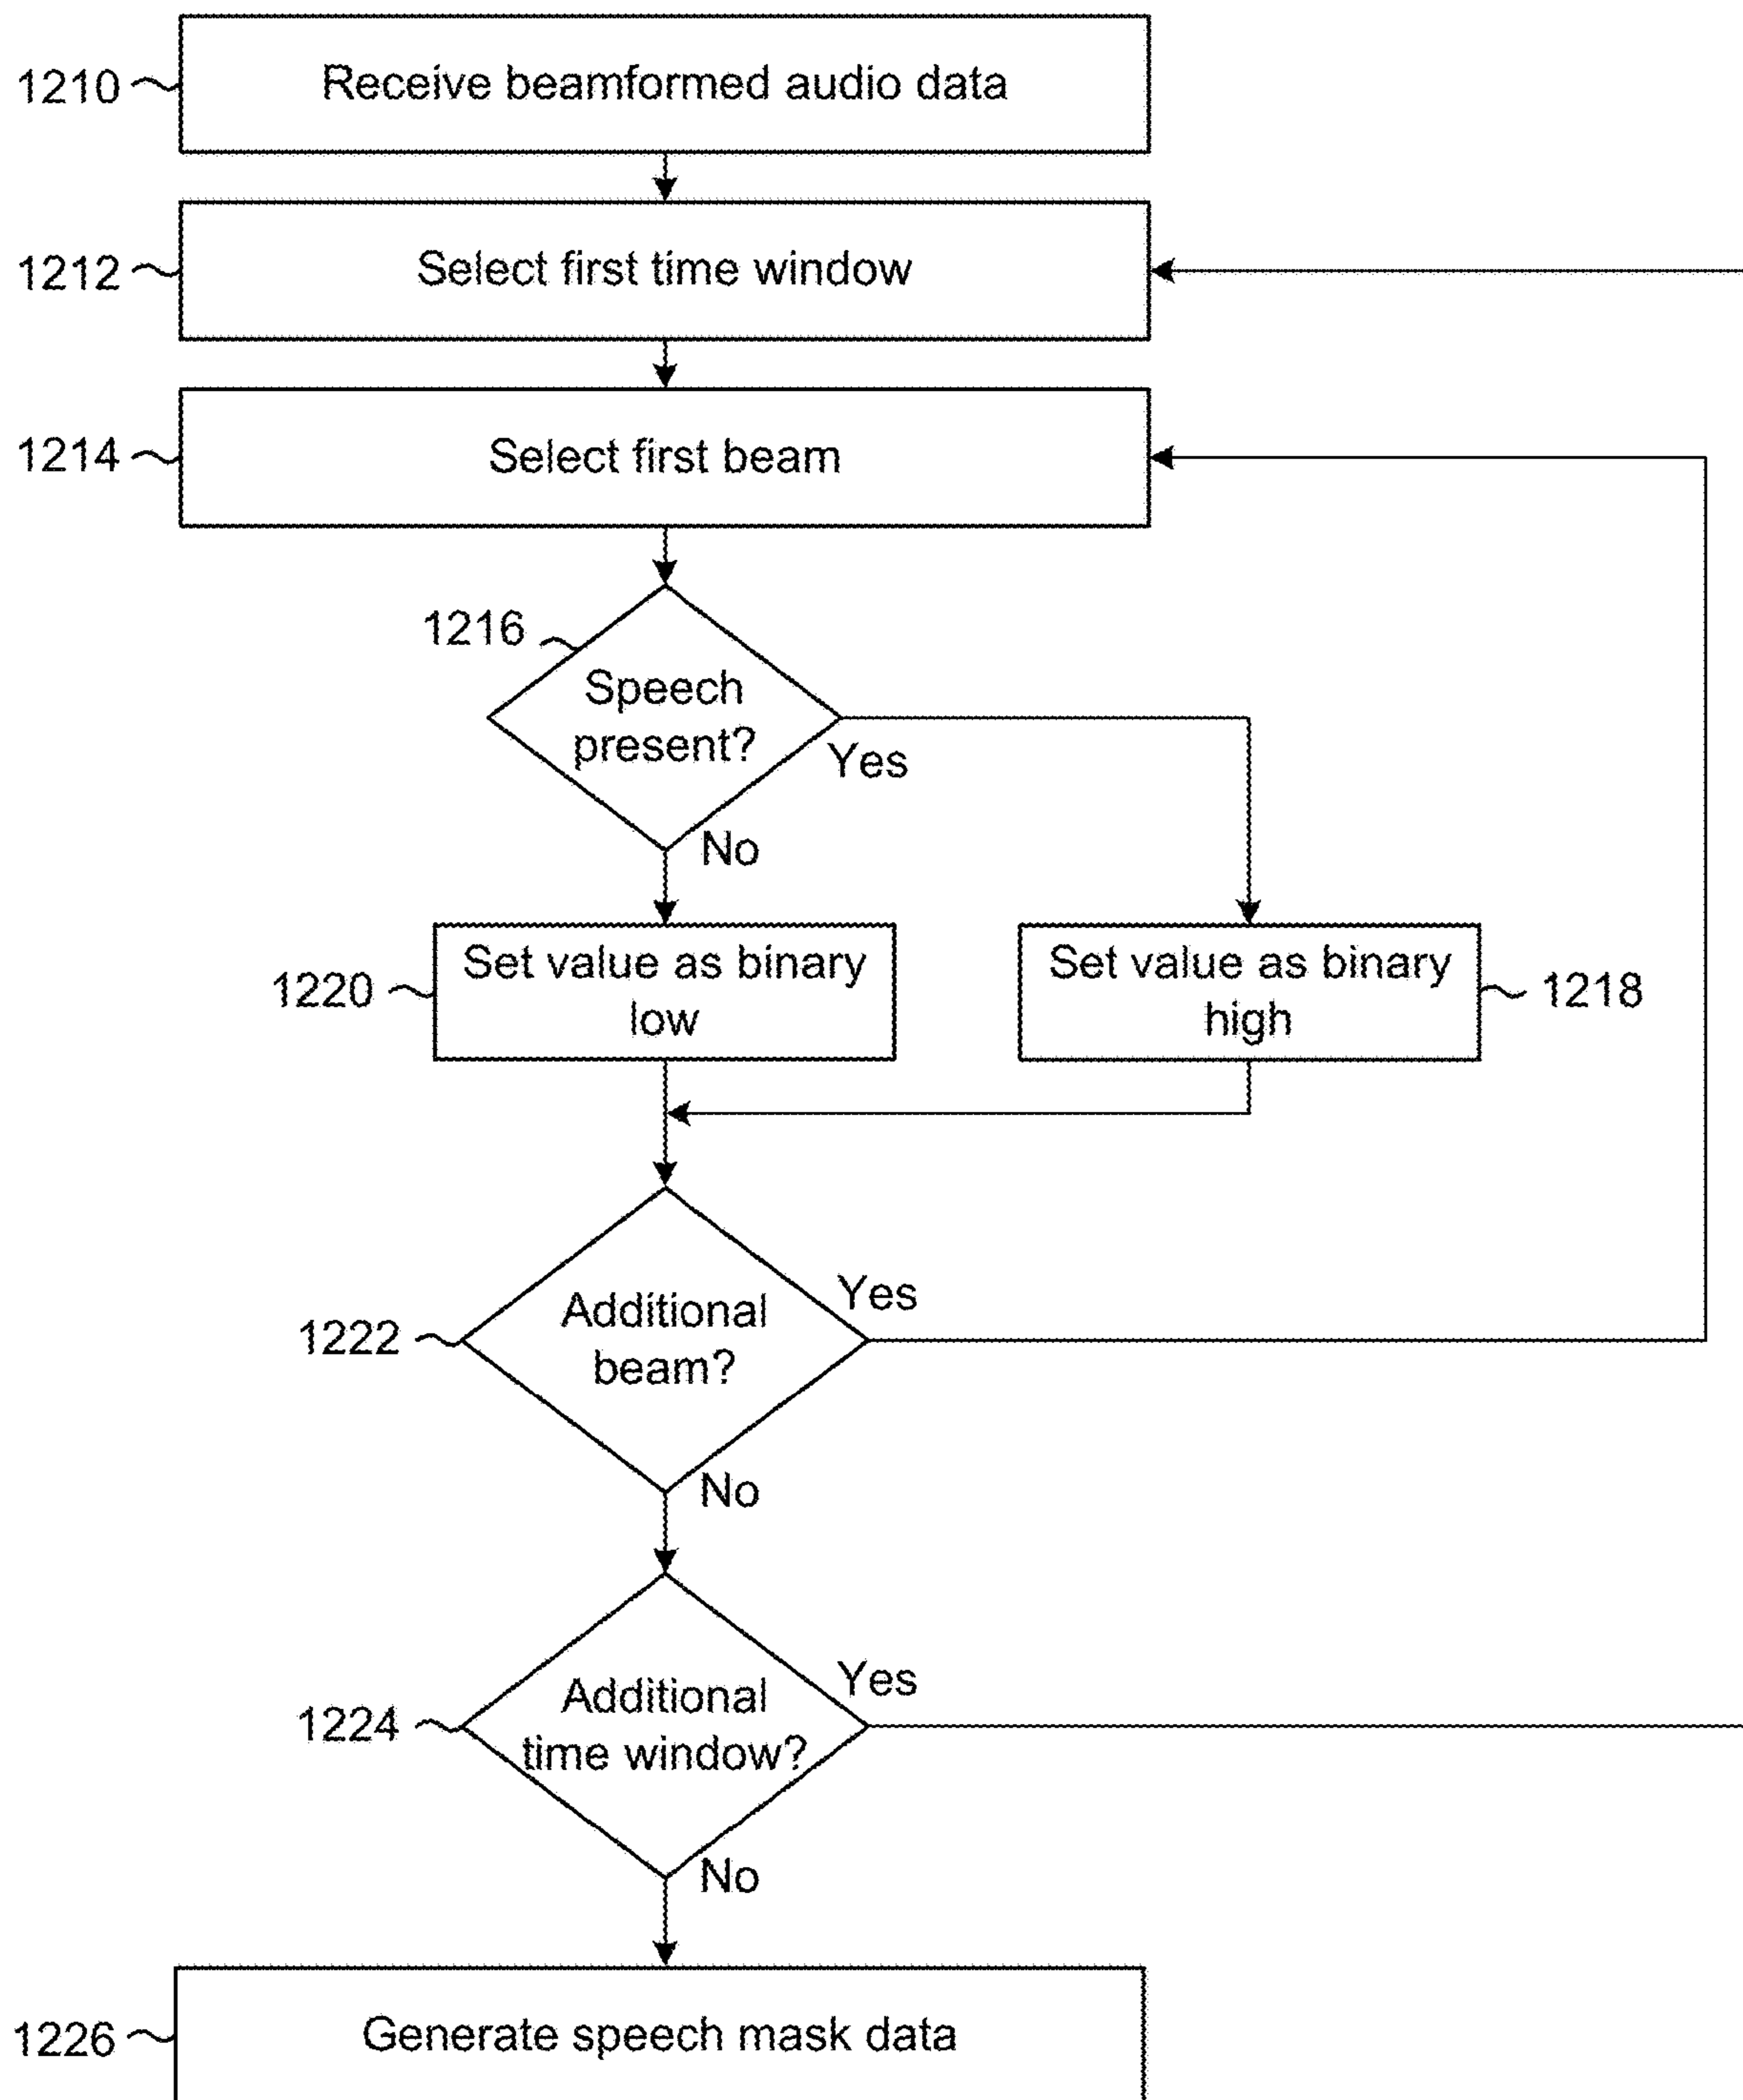 1210
Receive beamformed audio data
1212
Select first time window
1214
Select first beam
1216
Speech
present?
Yes
No
1220
Set value as binary
low
Set value as binary
high
1218
1222
Additional
beam?
Yes
No
1224
Additional
time window?
Yes
No
1226
Generate speech mask data